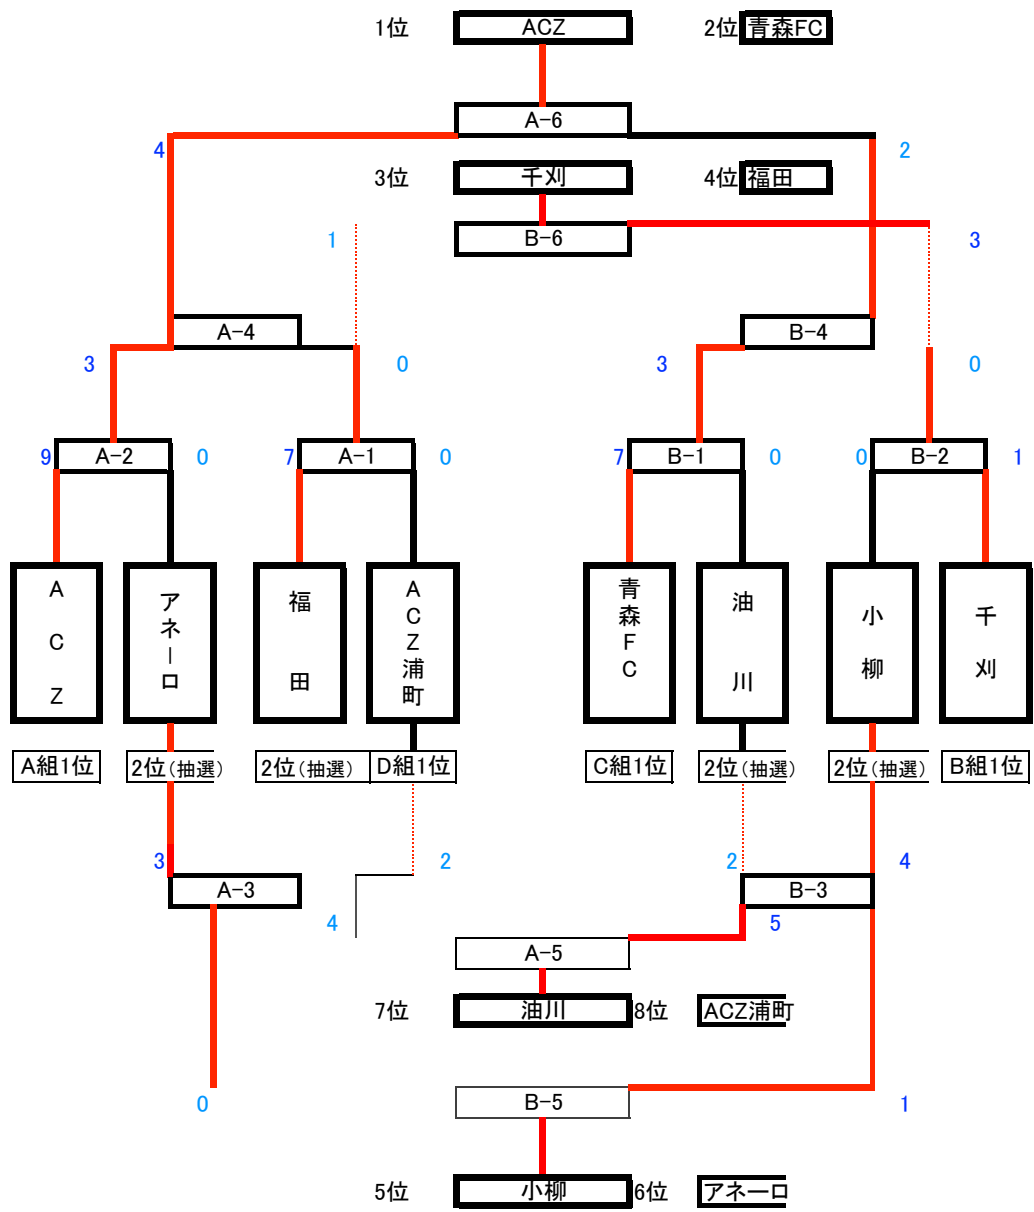 1位 ACZ 2位 青森FC
A-6
4 2
3位 千刈 4位 福田
1 B-6 3
A-4 B-4
3 0 3 0
9 A-2 0 7 A-1 0 7 B-1 0 0 B-2 1
ACZ
アネーロ
福田
ACZ浦町
青森FC
油川
小柳
千刈
A組1位 2位(抽選) 2位(抽選) D組1位 C組1位 2位(抽選) 2位(抽選) B組1位
3 2 2 4
A-3 B-3
4 5
A-5
7位 油川 8位 ACZ浦町
0 B-5 1
5位 小柳 6位 アネーロ